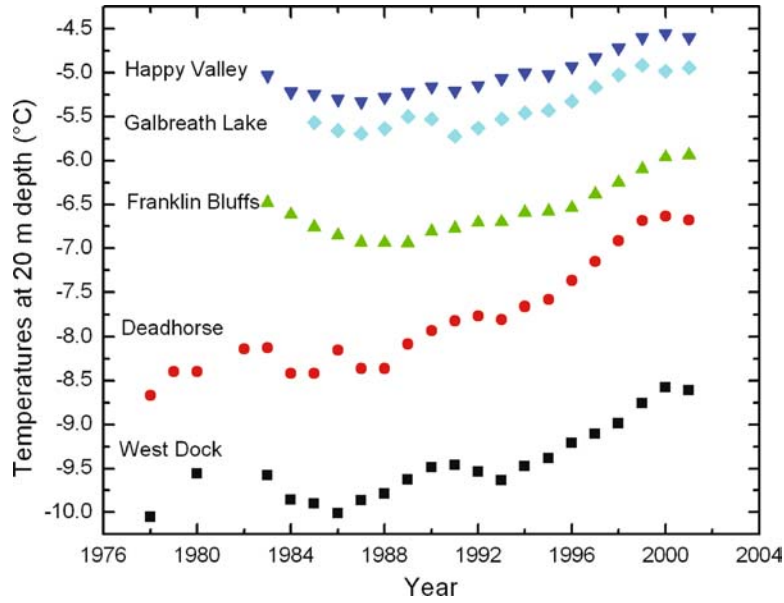 Temperatures at 20 m depth (°C)
-4.5
-5.0
-5.5
-6.0
-6.5
-7.0
-7.5
-8.0
-8.5
-9.0
-9.5
-10.0
Happy Valley
Galbreath Lake
Franklin Bluffs
Deadhorse
West Dock
1976 1980 1984 1988 1992 1996 2000 2004
Year